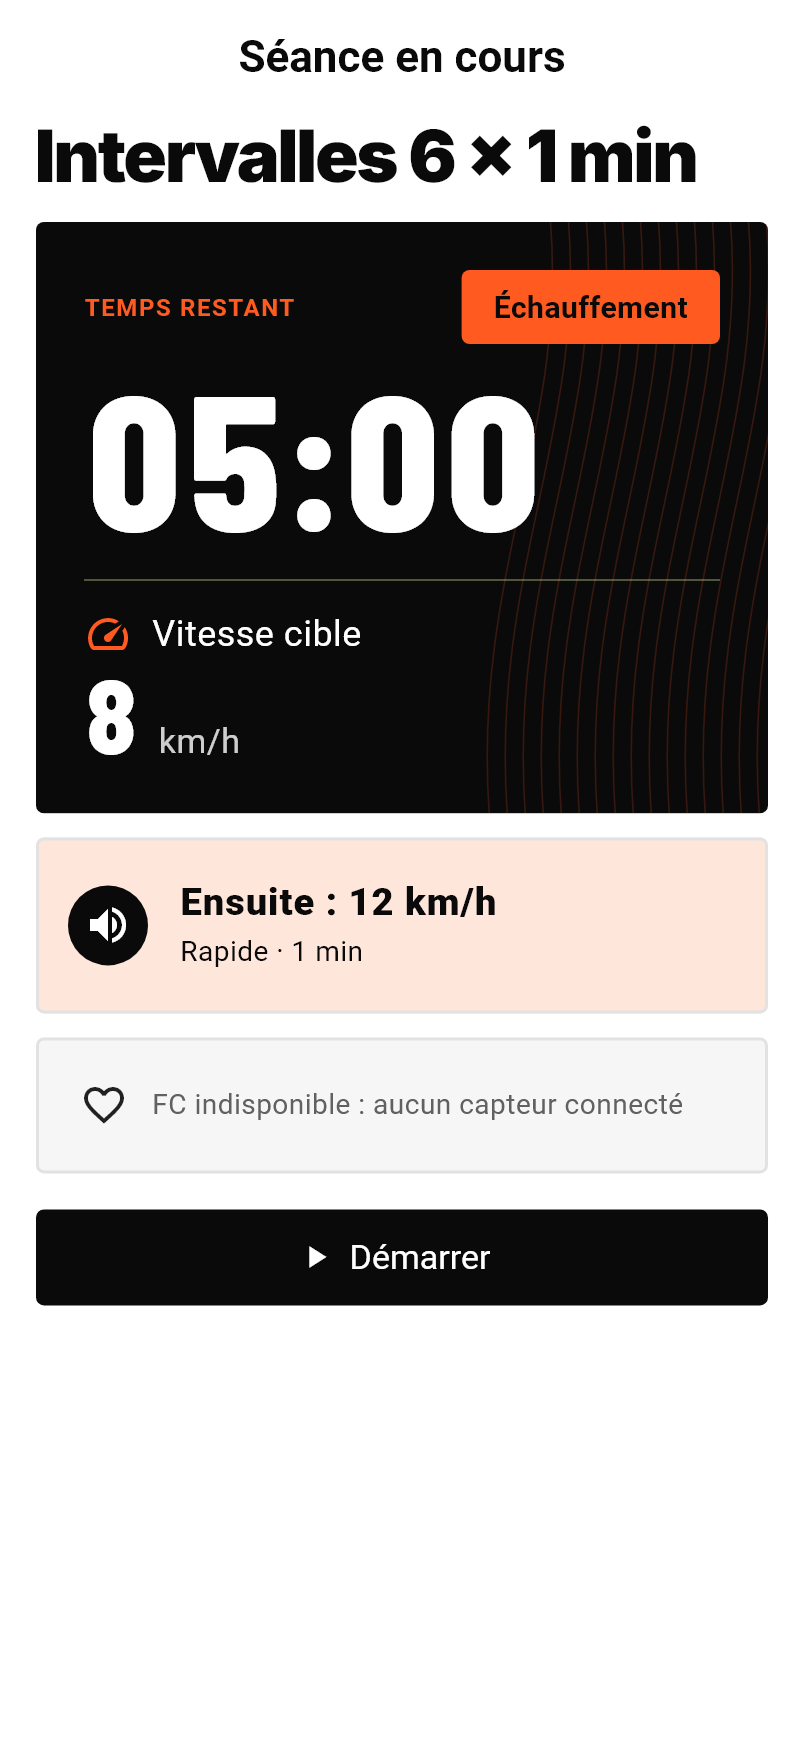 Séance en cours
Intervalles 6 × 1 min
TEMPS RESTANT
Échauffement
05:00
Vitesse cible
8 km/h
Ensuite : 12 km/h
Rapide · 1 min
FC indisponible : aucun capteur connecté
Démarrer